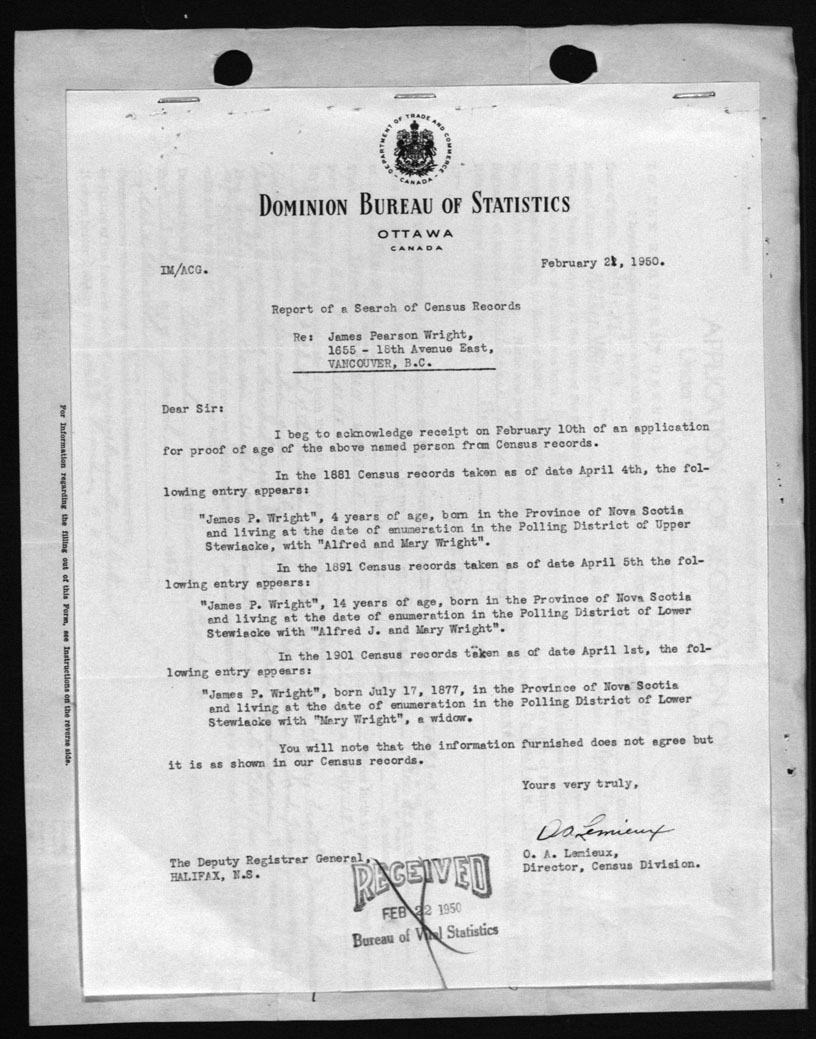 DEPARTMENT OF TRADE AND COMMERCE
- CANADA -
DOMINION BUREAU OF STATISTICS
OTTAWA
CANADA
IM/ACG.
February 21, 1950.
Report of a Search of Census Records
Re: James Pearson Wright,
1655 - 18th Avenue East,
VANCOUVER, B.C.
Dear Sir:
I beg to acknowledge receipt on February 10th of an application
for proof of age of the above named person from Census records.
In the 1881 Census records taken as of date April 4th, the fol-
lowing entry appears:
"James P. Wright", 4 years of age, born in the Province of Nova Scotia
and living at the date of enumeration in the Polling District of Upper
Stewiacke, with "Alfred and Mary Wright".
In the 1891 Census records taken as of date April 5th the fol-
lowing entry appears:
"James P. Wright", 14 years of age, born in the Province of Nova Scotia
and living at the date of enumeration in the Polling District of Lower
Stewiacke with "Alfred J. and Mary Wright".
In the 1901 Census records taken as of date April 1st, the fol-
lowing entry appears:
"James P. Wright", born July 17, 1877, in the Province of Nova Scotia
and living at the date of enumeration in the Polling District of Lower
Stewiacke with "Mary Wright", a widow.
You will note that the information furnished does not agree but
it is as shown in our Census records.
Yours very truly,
O A Lemieux
O. A. Lemieux,
Director, Census Division.
The Deputy Registrar General,
HALIFAX, N.S.
RECEIVED
FEB 22 1950
Bureau of Vital Statistics
For Information regarding the filling out of this Form, see Instructions on the reverse side.